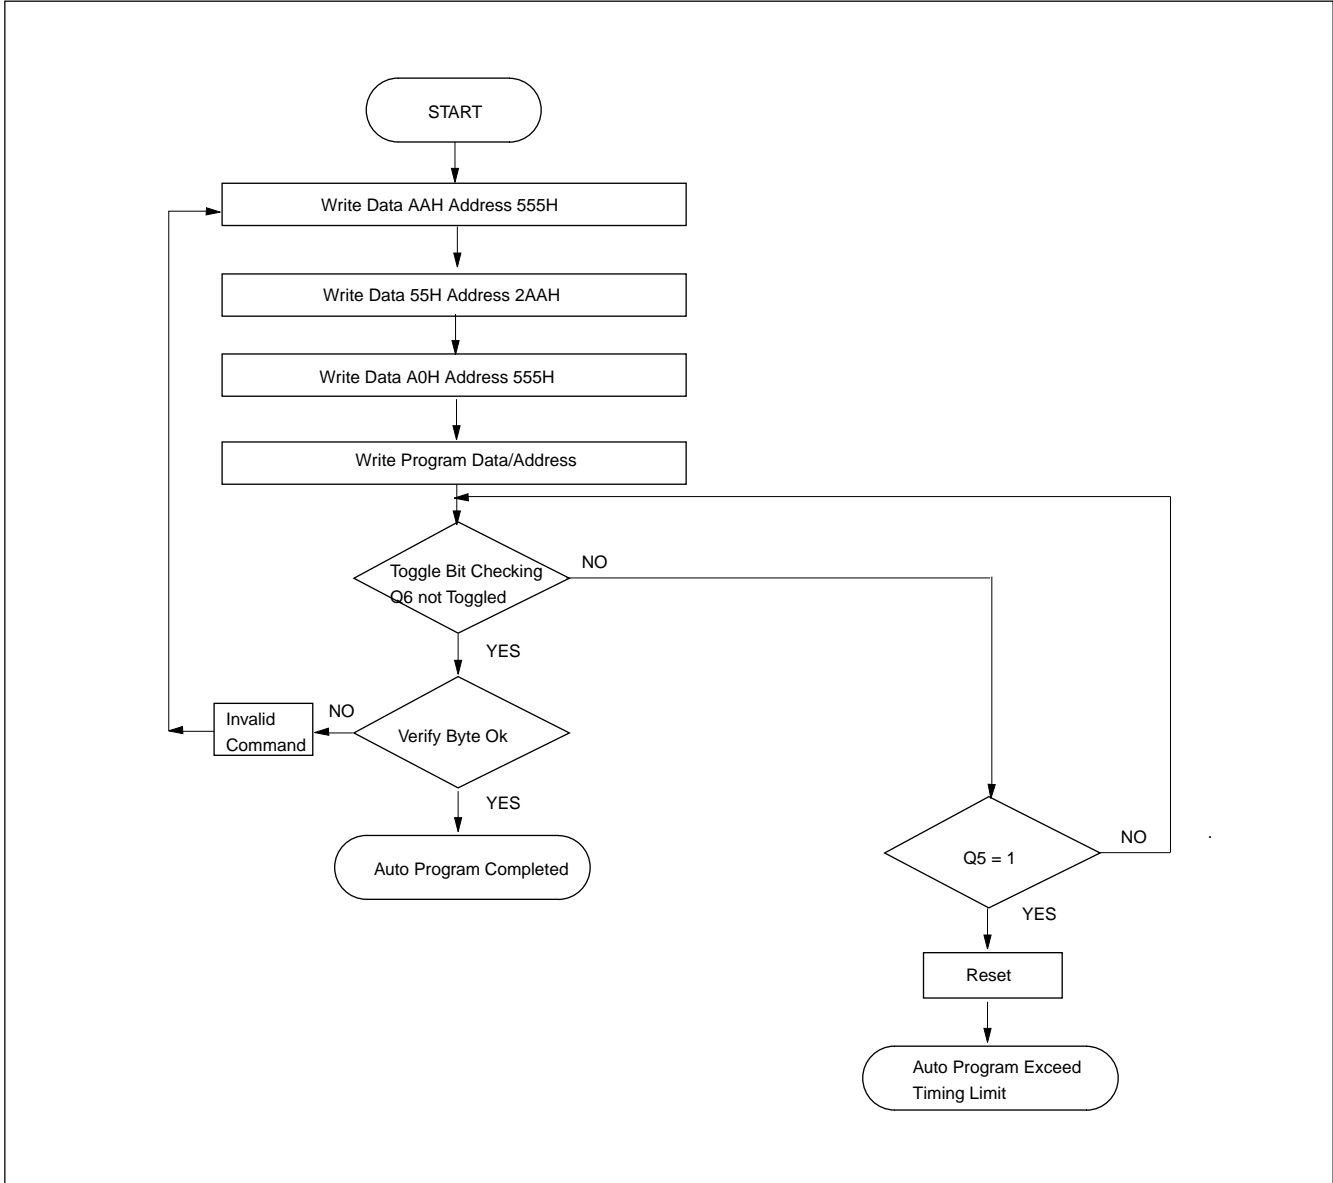 START
Write Data AAH Address 555H
Write Data 55H Address 2AAH
Write Data A0H Address 555H
Write Program Data/Address
Toggle Bit Checking
Q6 not Toggled
NO
YES
Invalid
Command
NO
Verify Byte Ok
YES
Auto Program Completed
Q5 = 1
NO
YES
Reset
Auto Program Exceed
Timing Limit